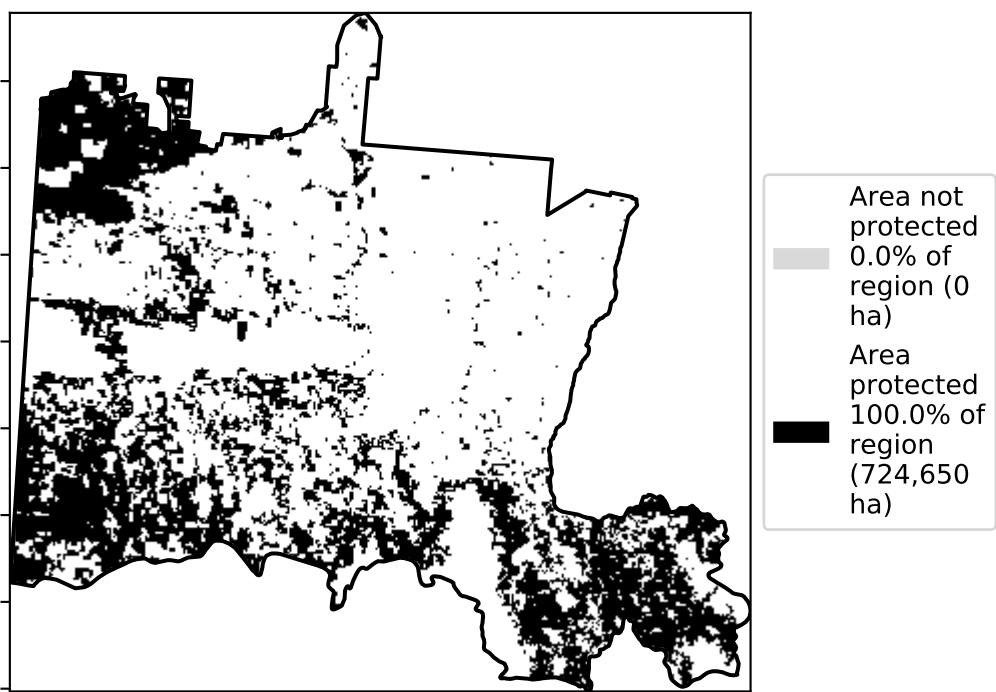 Area not
protected
0.0% of
region (0
ha)
Area
protected
100.0% of
region
(724,650
ha)